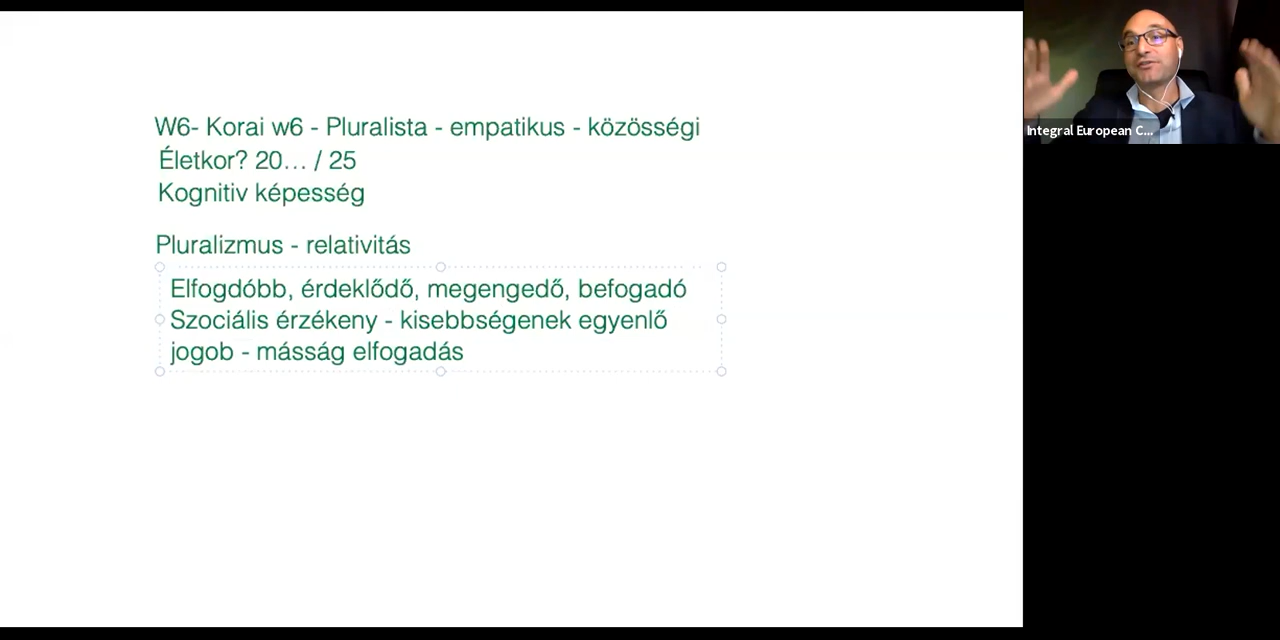 W6- Korai w6 - Pluralista - empatikus - közösségi
Életkor? 20... / 25
Kognitiv képesség
Pluralizmus - relativitás
Elfogdóbb, érdeklődő, megengedő, befogadó
Szociális érzékeny - kisebbségenek egyenlő
jogob - másság elfogadás
Integral European C...